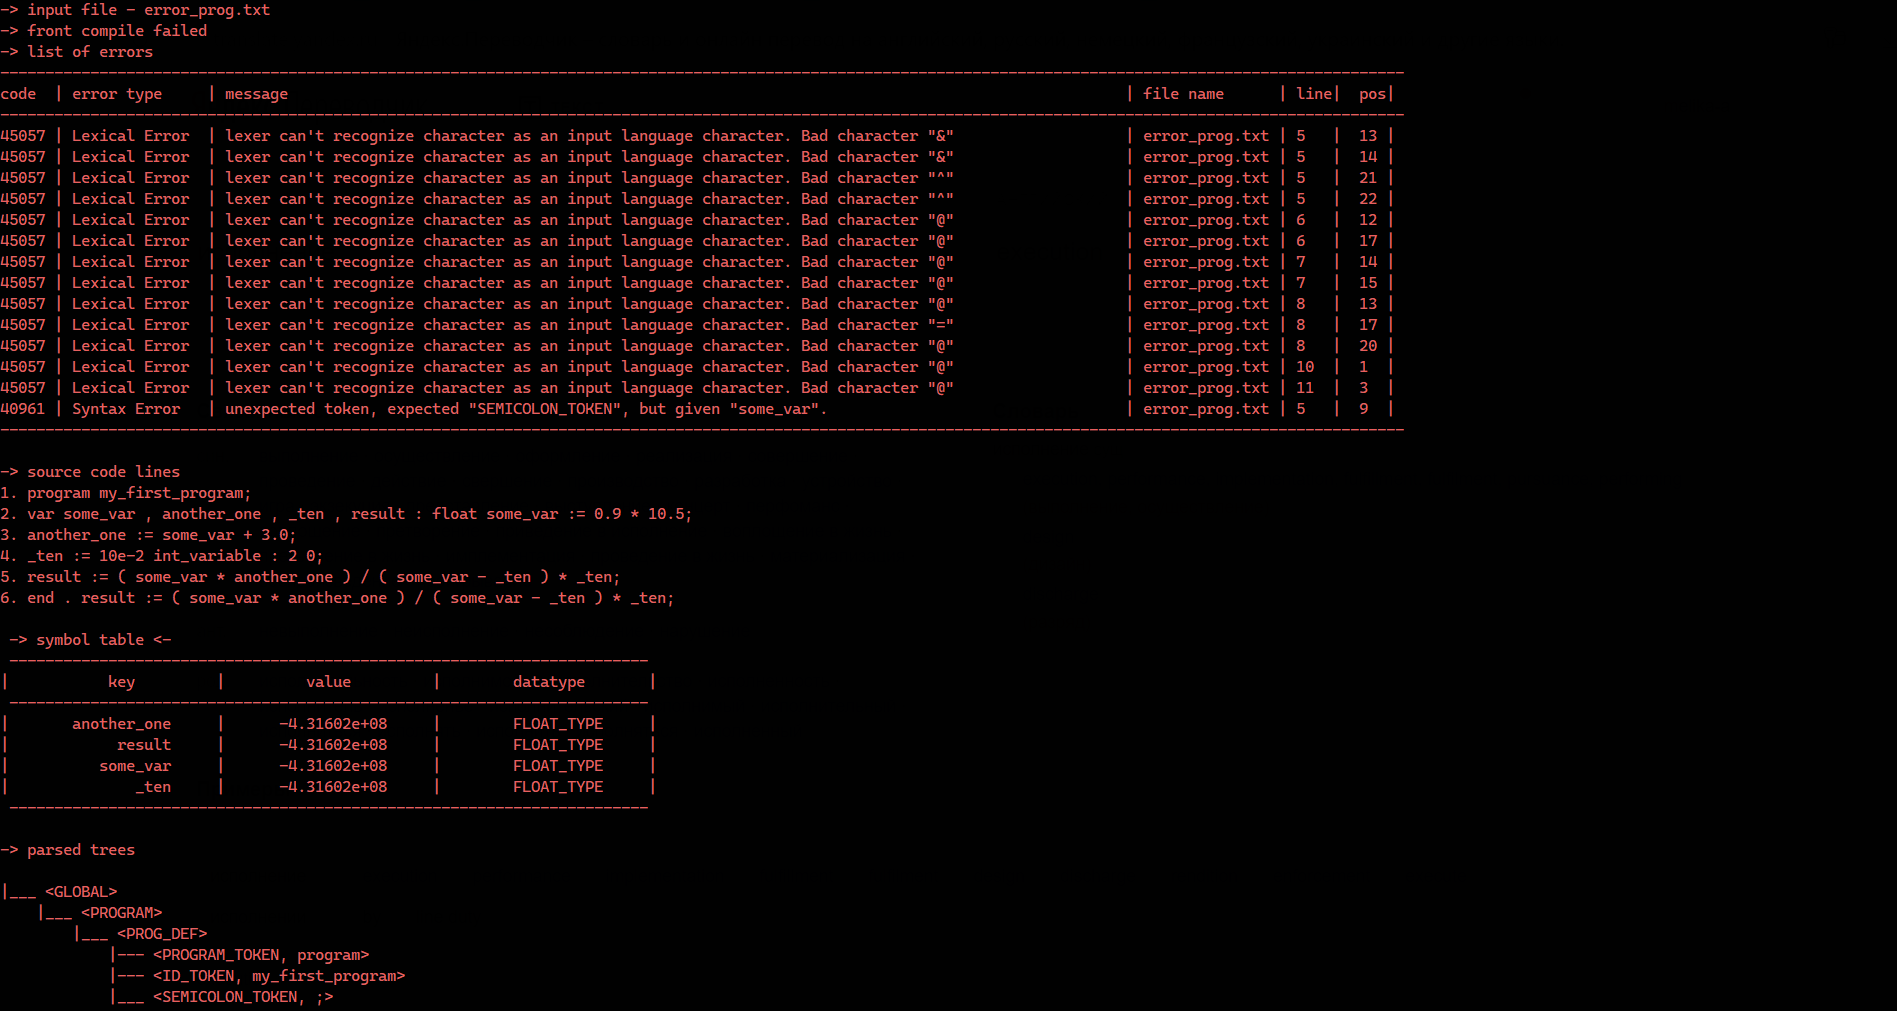 -> input file - error_prog.txt
-> front compile failed
-> list of errors
------------------------------------------------------------------------------------------------------------------------------------------------------------
code  | error type     | message                                                                                             | file name      | line|  pos|
------------------------------------------------------------------------------------------------------------------------------------------------------------
45057 | Lexical Error  | lexer can't recognize character as an input language character. Bad character "&"                   | error_prog.txt | 5   |  13 |
45057 | Lexical Error  | lexer can't recognize character as an input language character. Bad character "&"                   | error_prog.txt | 5   |  14 |
45057 | Lexical Error  | lexer can't recognize character as an input language character. Bad character "^"                   | error_prog.txt | 5   |  21 |
45057 | Lexical Error  | lexer can't recognize character as an input language character. Bad character "^"                   | error_prog.txt | 5   |  22 |
45057 | Lexical Error  | lexer can't recognize character as an input language character. Bad character "@"                   | error_prog.txt | 6   |  12 |
45057 | Lexical Error  | lexer can't recognize character as an input language character. Bad character "@"                   | error_prog.txt | 6   |  17 |
45057 | Lexical Error  | lexer can't recognize character as an input language character. Bad character "@"                   | error_prog.txt | 7   |  14 |
45057 | Lexical Error  | lexer can't recognize character as an input language character. Bad character "@"                   | error_prog.txt | 7   |  15 |
45057 | Lexical Error  | lexer can't recognize character as an input language character. Bad character "@"                   | error_prog.txt | 8   |  13 |
45057 | Lexical Error  | lexer can't recognize character as an input language character. Bad character "="                   | error_prog.txt | 8   |  17 |
45057 | Lexical Error  | lexer can't recognize character as an input language character. Bad character "@"                   | error_prog.txt | 8   |  20 |
45057 | Lexical Error  | lexer can't recognize character as an input language character. Bad character "@"                   | error_prog.txt | 10  |  1  |
45057 | Lexical Error  | lexer can't recognize character as an input language character. Bad character "@"                   | error_prog.txt | 11  |  3  |
40961 | Syntax Error   | unexpected token, expected "SEMICOLON_TOKEN", but given "some_var".                                 | error_prog.txt | 5   |  9  |
------------------------------------------------------------------------------------------------------------------------------------------------------------
-> source code lines
1. program my_first_program;
2. var some_var , another_one , _ten , result : float some_var := 0.9 * 10.5;
3. another_one := some_var + 3.0;
4. _ten := 10e-2 int_variable : 2 0;
5. result := ( some_var * another_one ) / ( some_var - _ten ) * _ten;
6. end . result := ( some_var * another_one ) / ( some_var - _ten ) * _ten;
 -> symbol table <-
 -----------------------------------------------------------------------
|           key         |         value         |        datatype       |
 -----------------------------------------------------------------------
|       another_one     |      -4.31602e+08     |        FLOAT_TYPE     |
|            result     |      -4.31602e+08     |        FLOAT_TYPE     |
|          some_var     |      -4.31602e+08     |        FLOAT_TYPE     |
|              _ten     |      -4.31602e+08     |        FLOAT_TYPE     |
 -----------------------------------------------------------------------
-> parsed trees
|___ <GLOBAL>
    |___ <PROGRAM>
        |___ <PROG_DEF>
            |--- <PROGRAM_TOKEN, program>
            |--- <ID_TOKEN, my_first_program>
            |___ <SEMICOLON_TOKEN, ;>